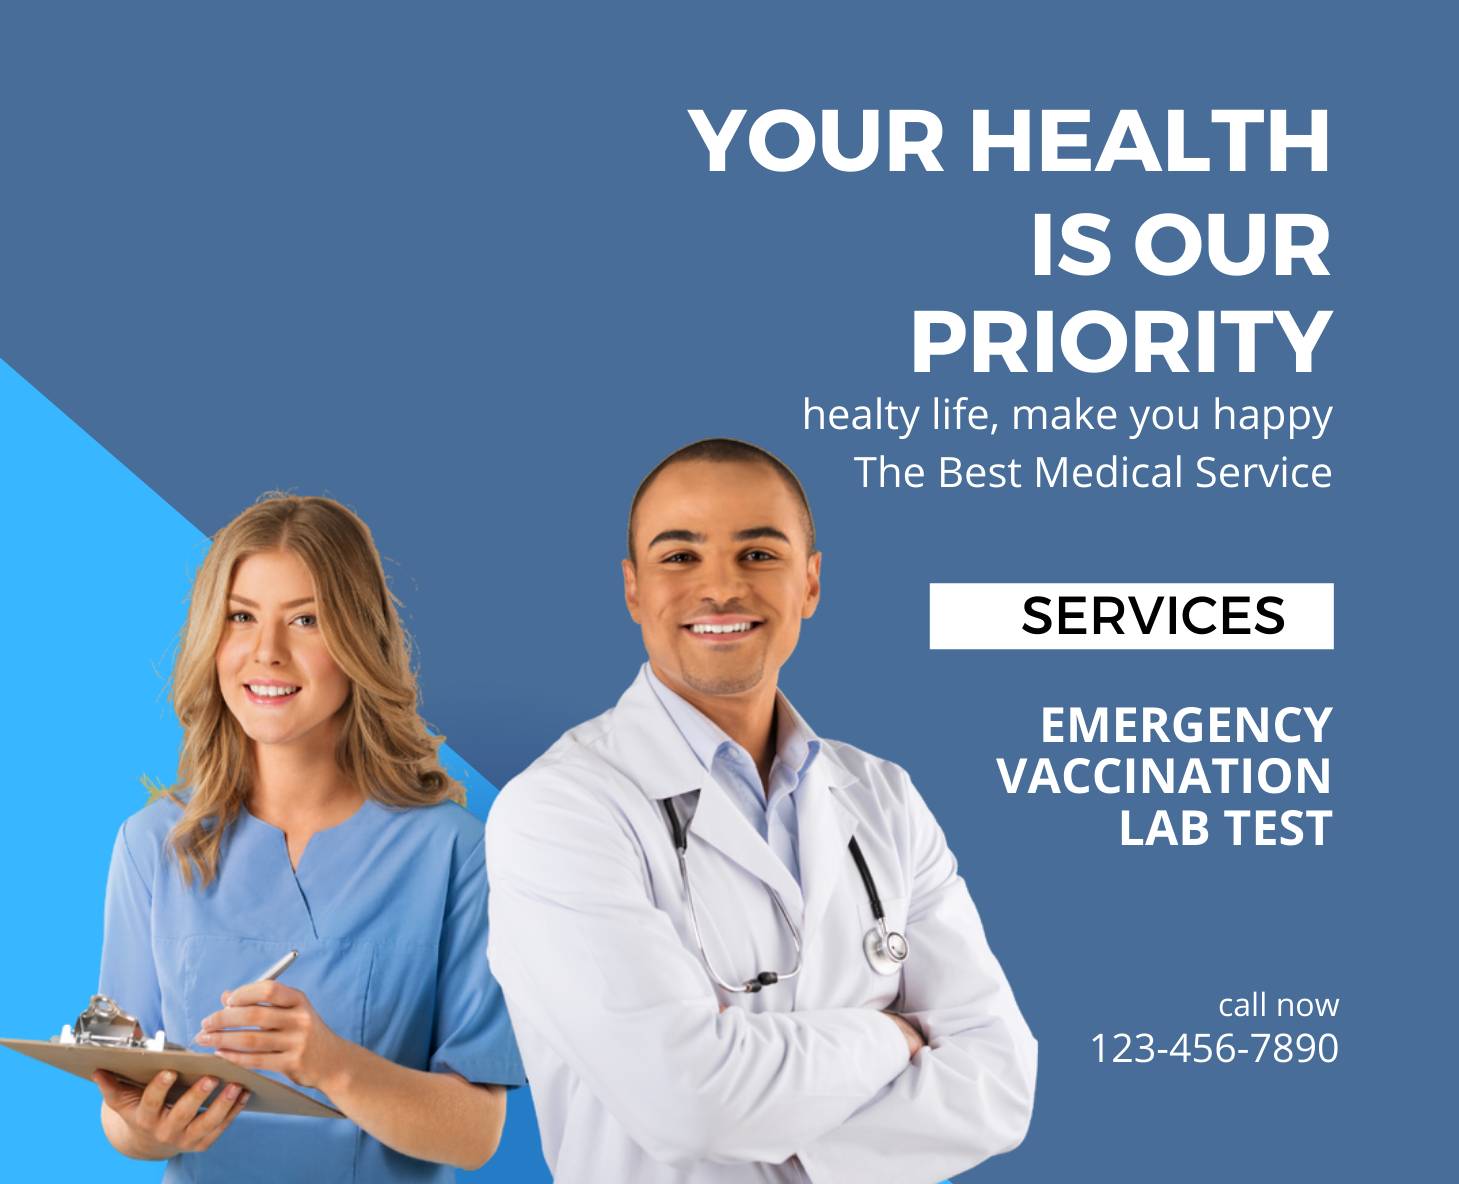 YOUR HEALTH
IS OUR
PRIORITY
healty life, make you happy
The Best Medical Service
SERVICES
EMERGENCY
VACCINATION
LAB TEST
call now
123-456-7890